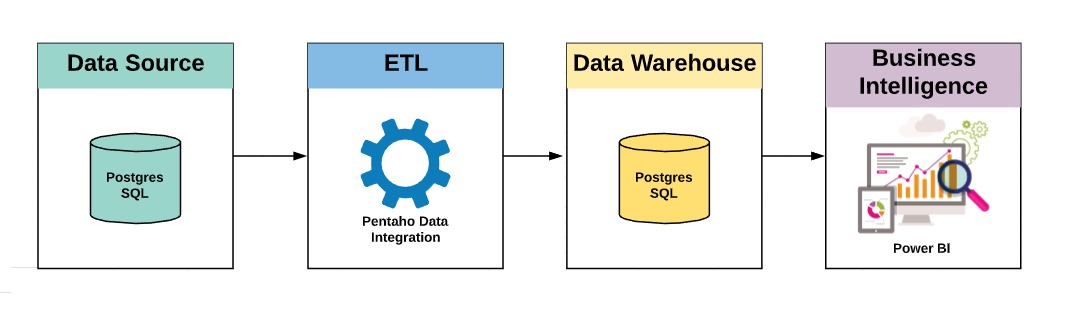 Data Source
Postgres
SQL
ETL
Pentaho Data
Integration
Data Warehouse
Postgres
SQL
Business
Intelligence
Power BI